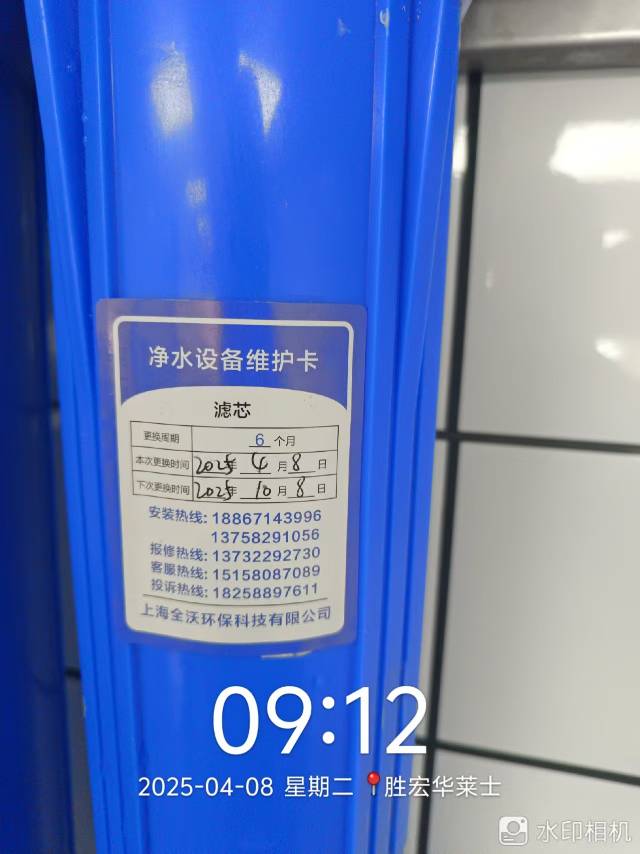 净水设备维护卡
滤芯
更换周期 6 个月
本次更换时间 2025年 4 月 8 日
下次更换时间 2025年 10 月 8 日
安装热线: 18867143996
13758291056
报修热线: 13732292730
客服热线: 15158087089
投诉热线: 18258897611
上海全沃环保科技有限公司
09:12
2025-04-08 星期二 胜宏华莱士
水印相机